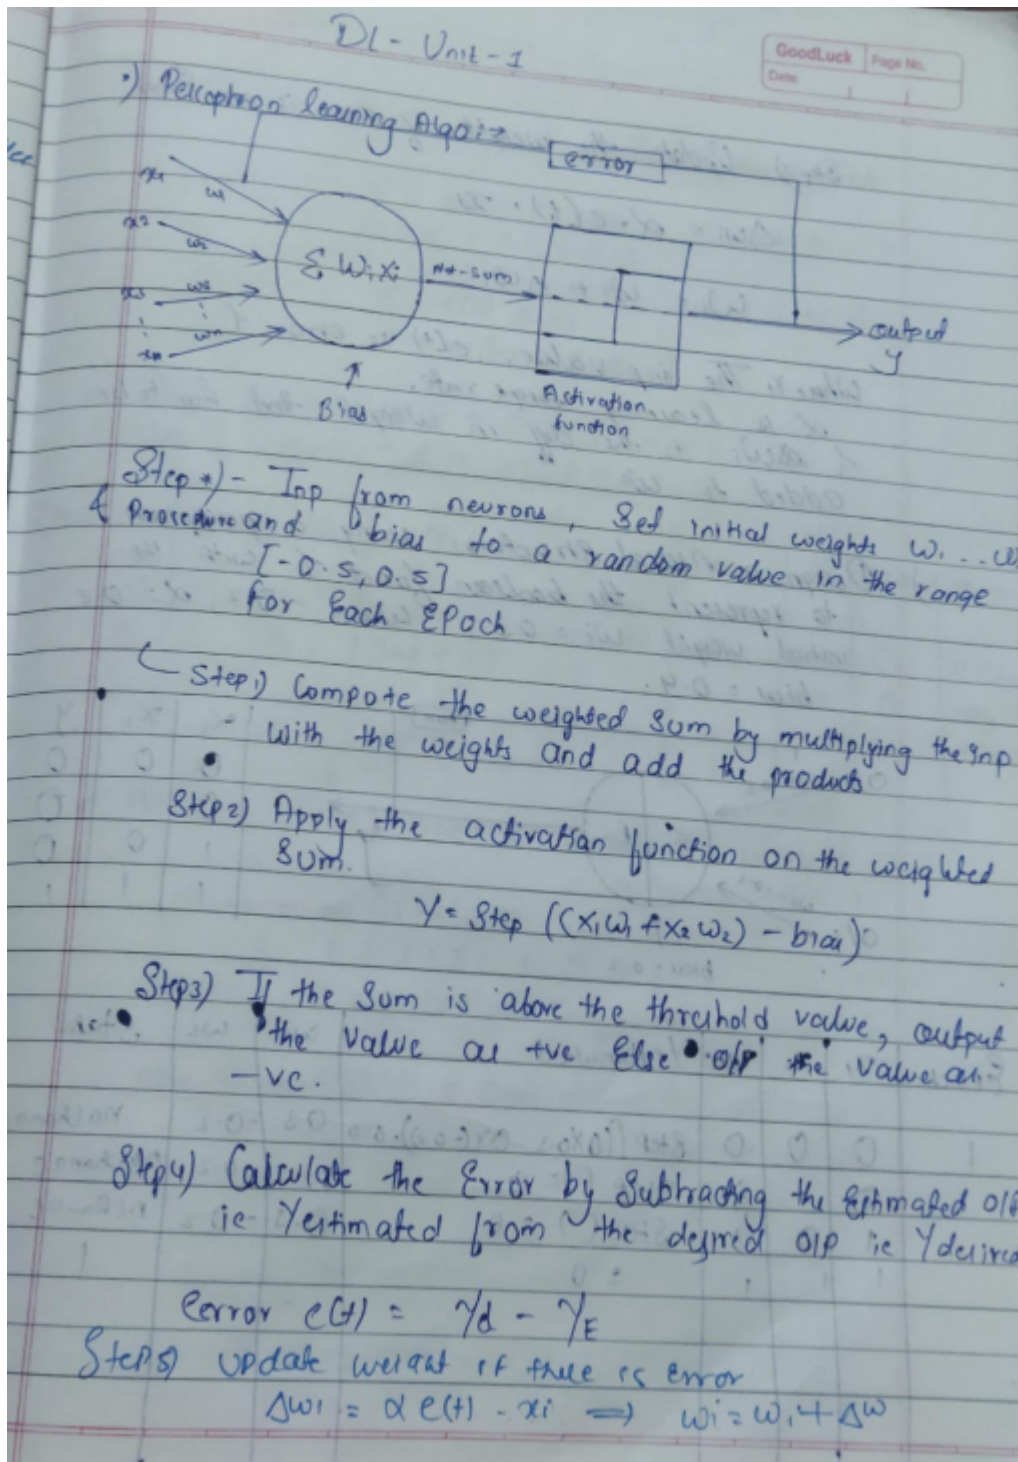 DL - Unit - 1
GoodLuck
Page No.
Date
•) Perceptron learning Algo :-
error
x1
w1
x2
w2
Σ Wi xi
Net-sum
x3
w3
wn
xn
output
y
Bias
Activation
function
Step *) - Inp from neurons, Set initial weights W1 ...
Procedure and bias to a random value in the range
[-0.5, 0.5]
for Each EPoch
Step 1) Compute the weighted Sum by multiplying the Inp
with the weights and add the products
Step 2) Apply the activation function on the weighted
Sum.
Y = Step ((X1W1 + X2W2) - bias)
Step 3) If the Sum is above the threshold value, output
the value as +ve Else O/P the value as
-ve.
Step 4) Calculate the Error by Subtracting the Estimated O/P
ie Yestimated from the desired O/P ie Ydesired
Error e(t) = Yd - YE
Step 5) update weight if there is error
Δwi = α e(t) . xi ⇒ wi = wi + Δw